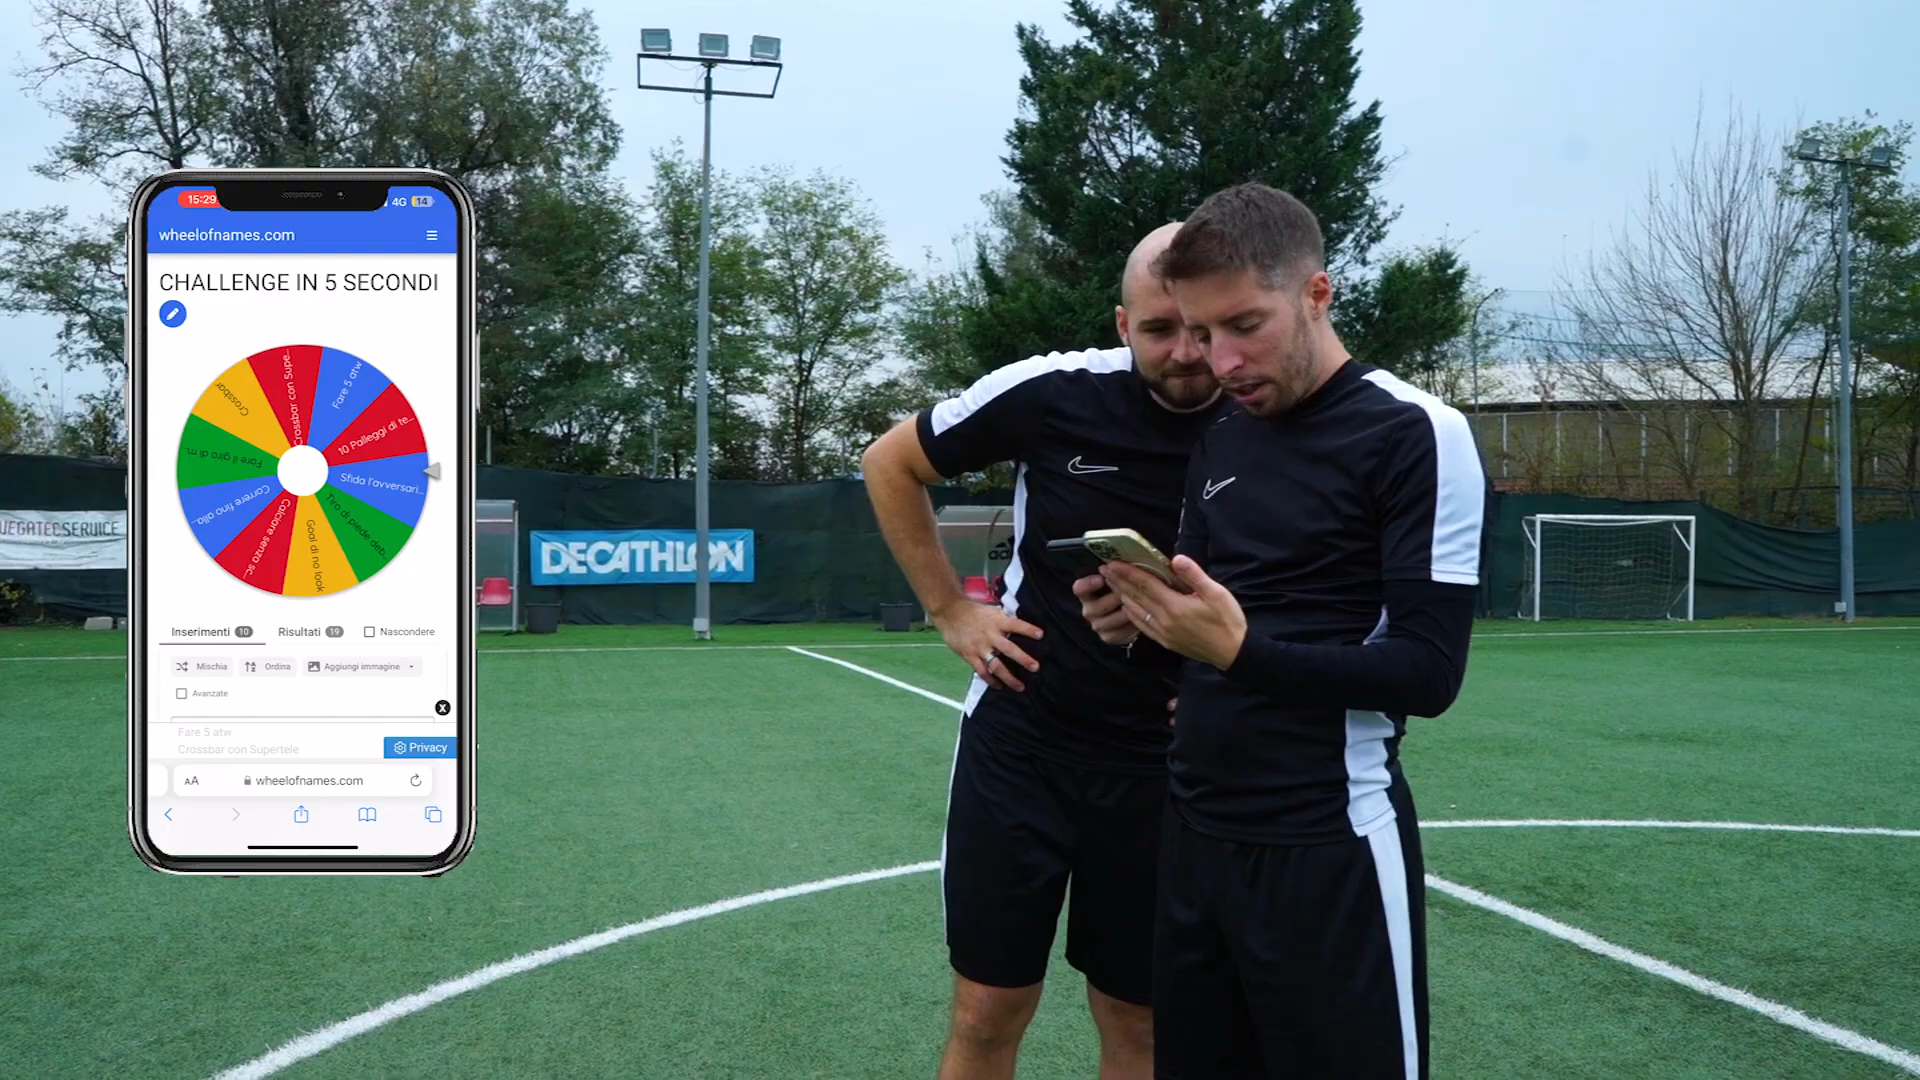 15:29
4G 14
wheelofnames.com
CHALLENGE IN 5 SECONDI
Fare 5 atw
10 Palleggi di te...
Sfida l'avversari...
Tiro di piede deb...
Goal di no look
Calciare senza sc...
Correre fino alla...
Fare il giro di m...
Crossbar
Crossbar con Supe...
Inserimenti 10
Risultati 19
Nascondere
Mischia
Ordina
Aggiungi immagine
Avanzate
X
Fare 5 atw
Crossbar con Supertele
Privacy
AA
wheelofnames.com
VEGATEC SERVICE
DECATHLON